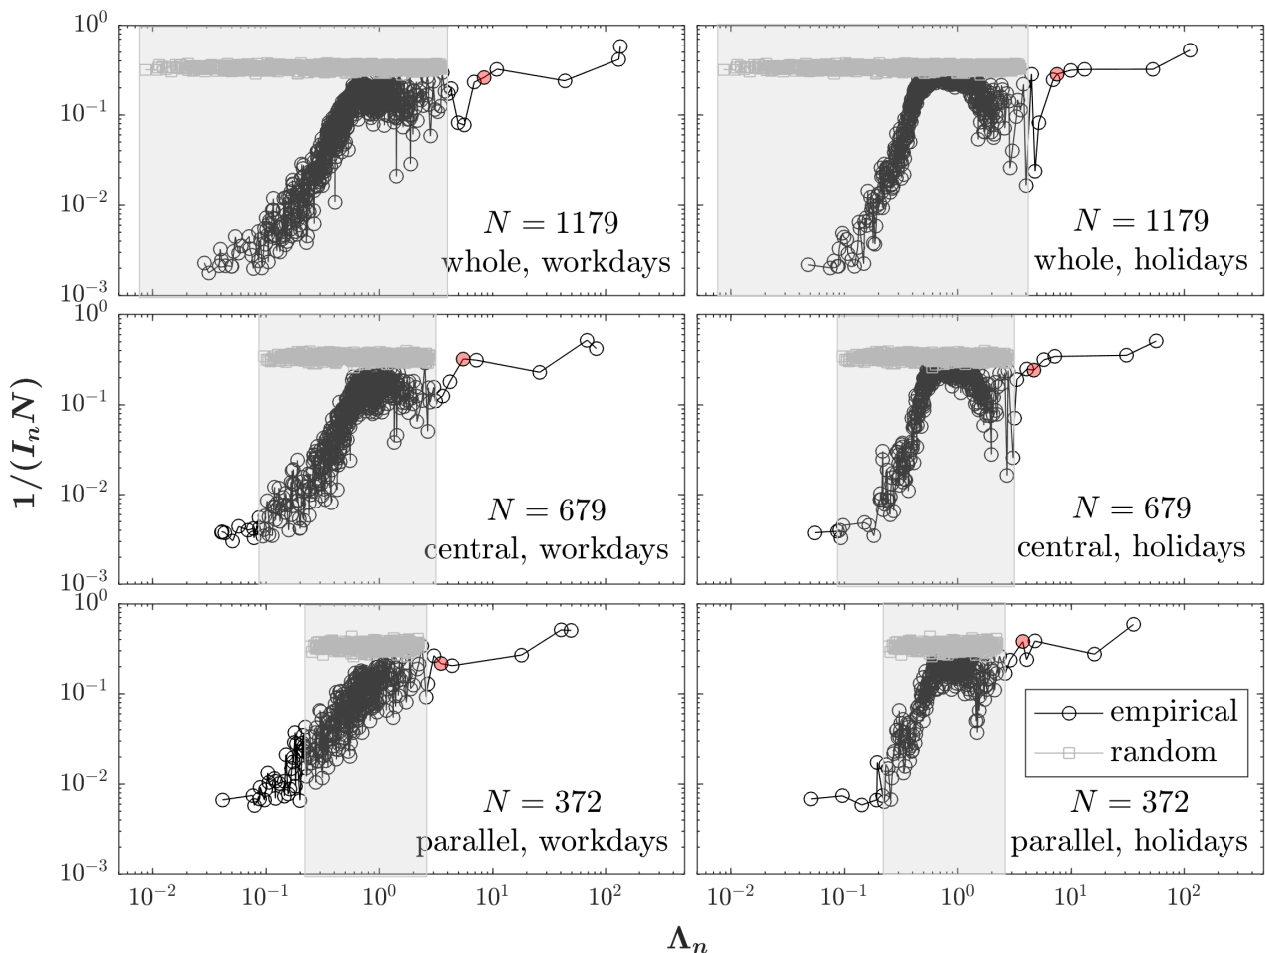 10^0
10^-1
10^-2
10^-3
N = 1179
whole, workdays
N = 1179
whole, holidays
10^0
10^-1
10^-2
10^-3
N = 679
central, workdays
N = 679
central, holidays
1/(I_n N)
10^0
10^-1
10^-2
10^-3
N = 372
parallel, workdays
empirical
random
N = 372
parallel, holidays
10^-2 10^-1 10^0 10^1 10^2
10^-2 10^-1 10^0 10^1 10^2
Λ_n